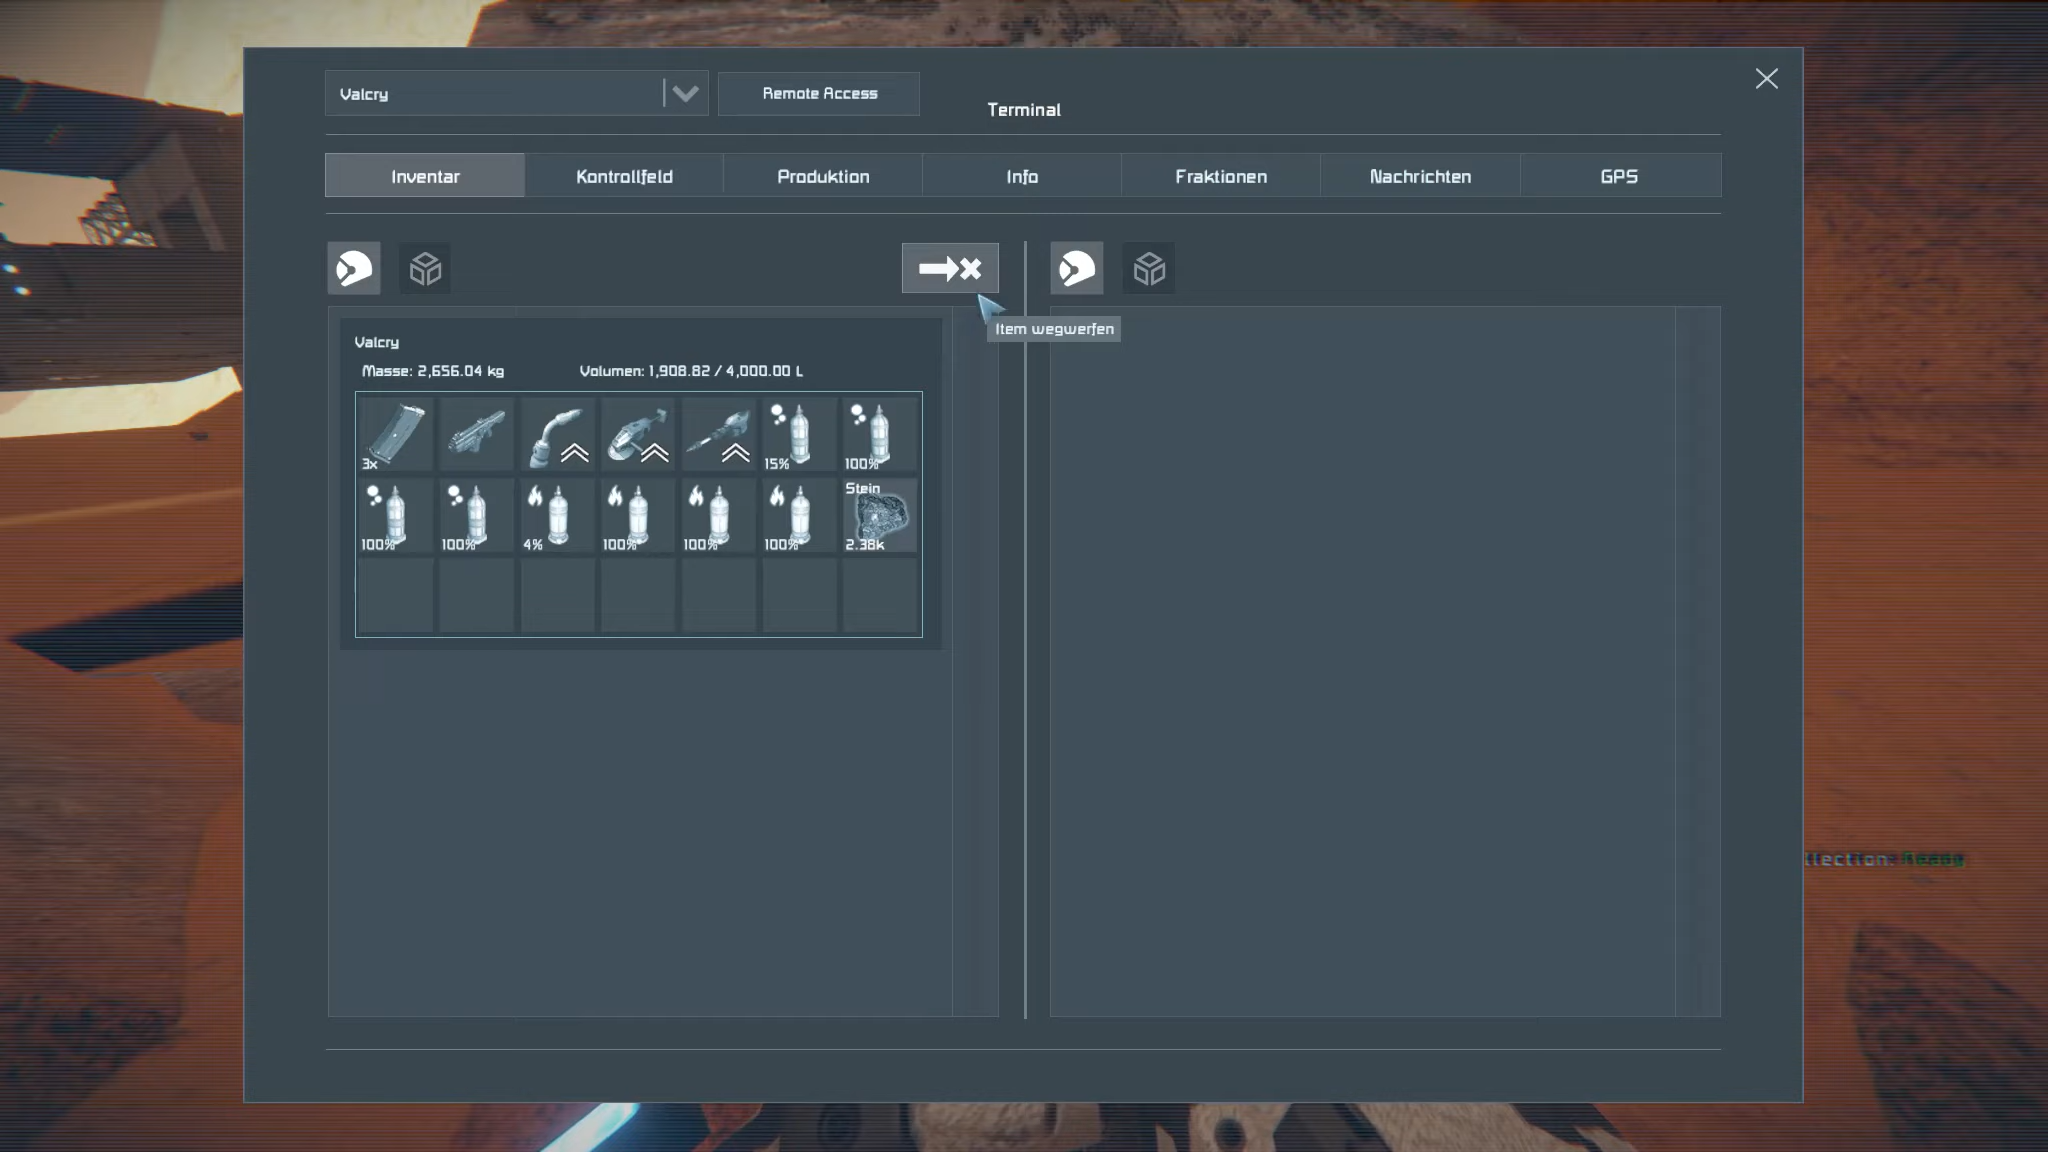 Valcry
Remote Access
Terminal
Inventar
Kontrollfeld
Produktion
Info
Fraktionen
Nachrichten
GPS
Item wegwerfen
Valcry
Masse: 2,656.04 kg
Volumen: 1,908.82 / 4,000.00 L
3x
15%
100%
Stein
100%
100%
4%
100%
100%
100%
2.38k
llection: Ready